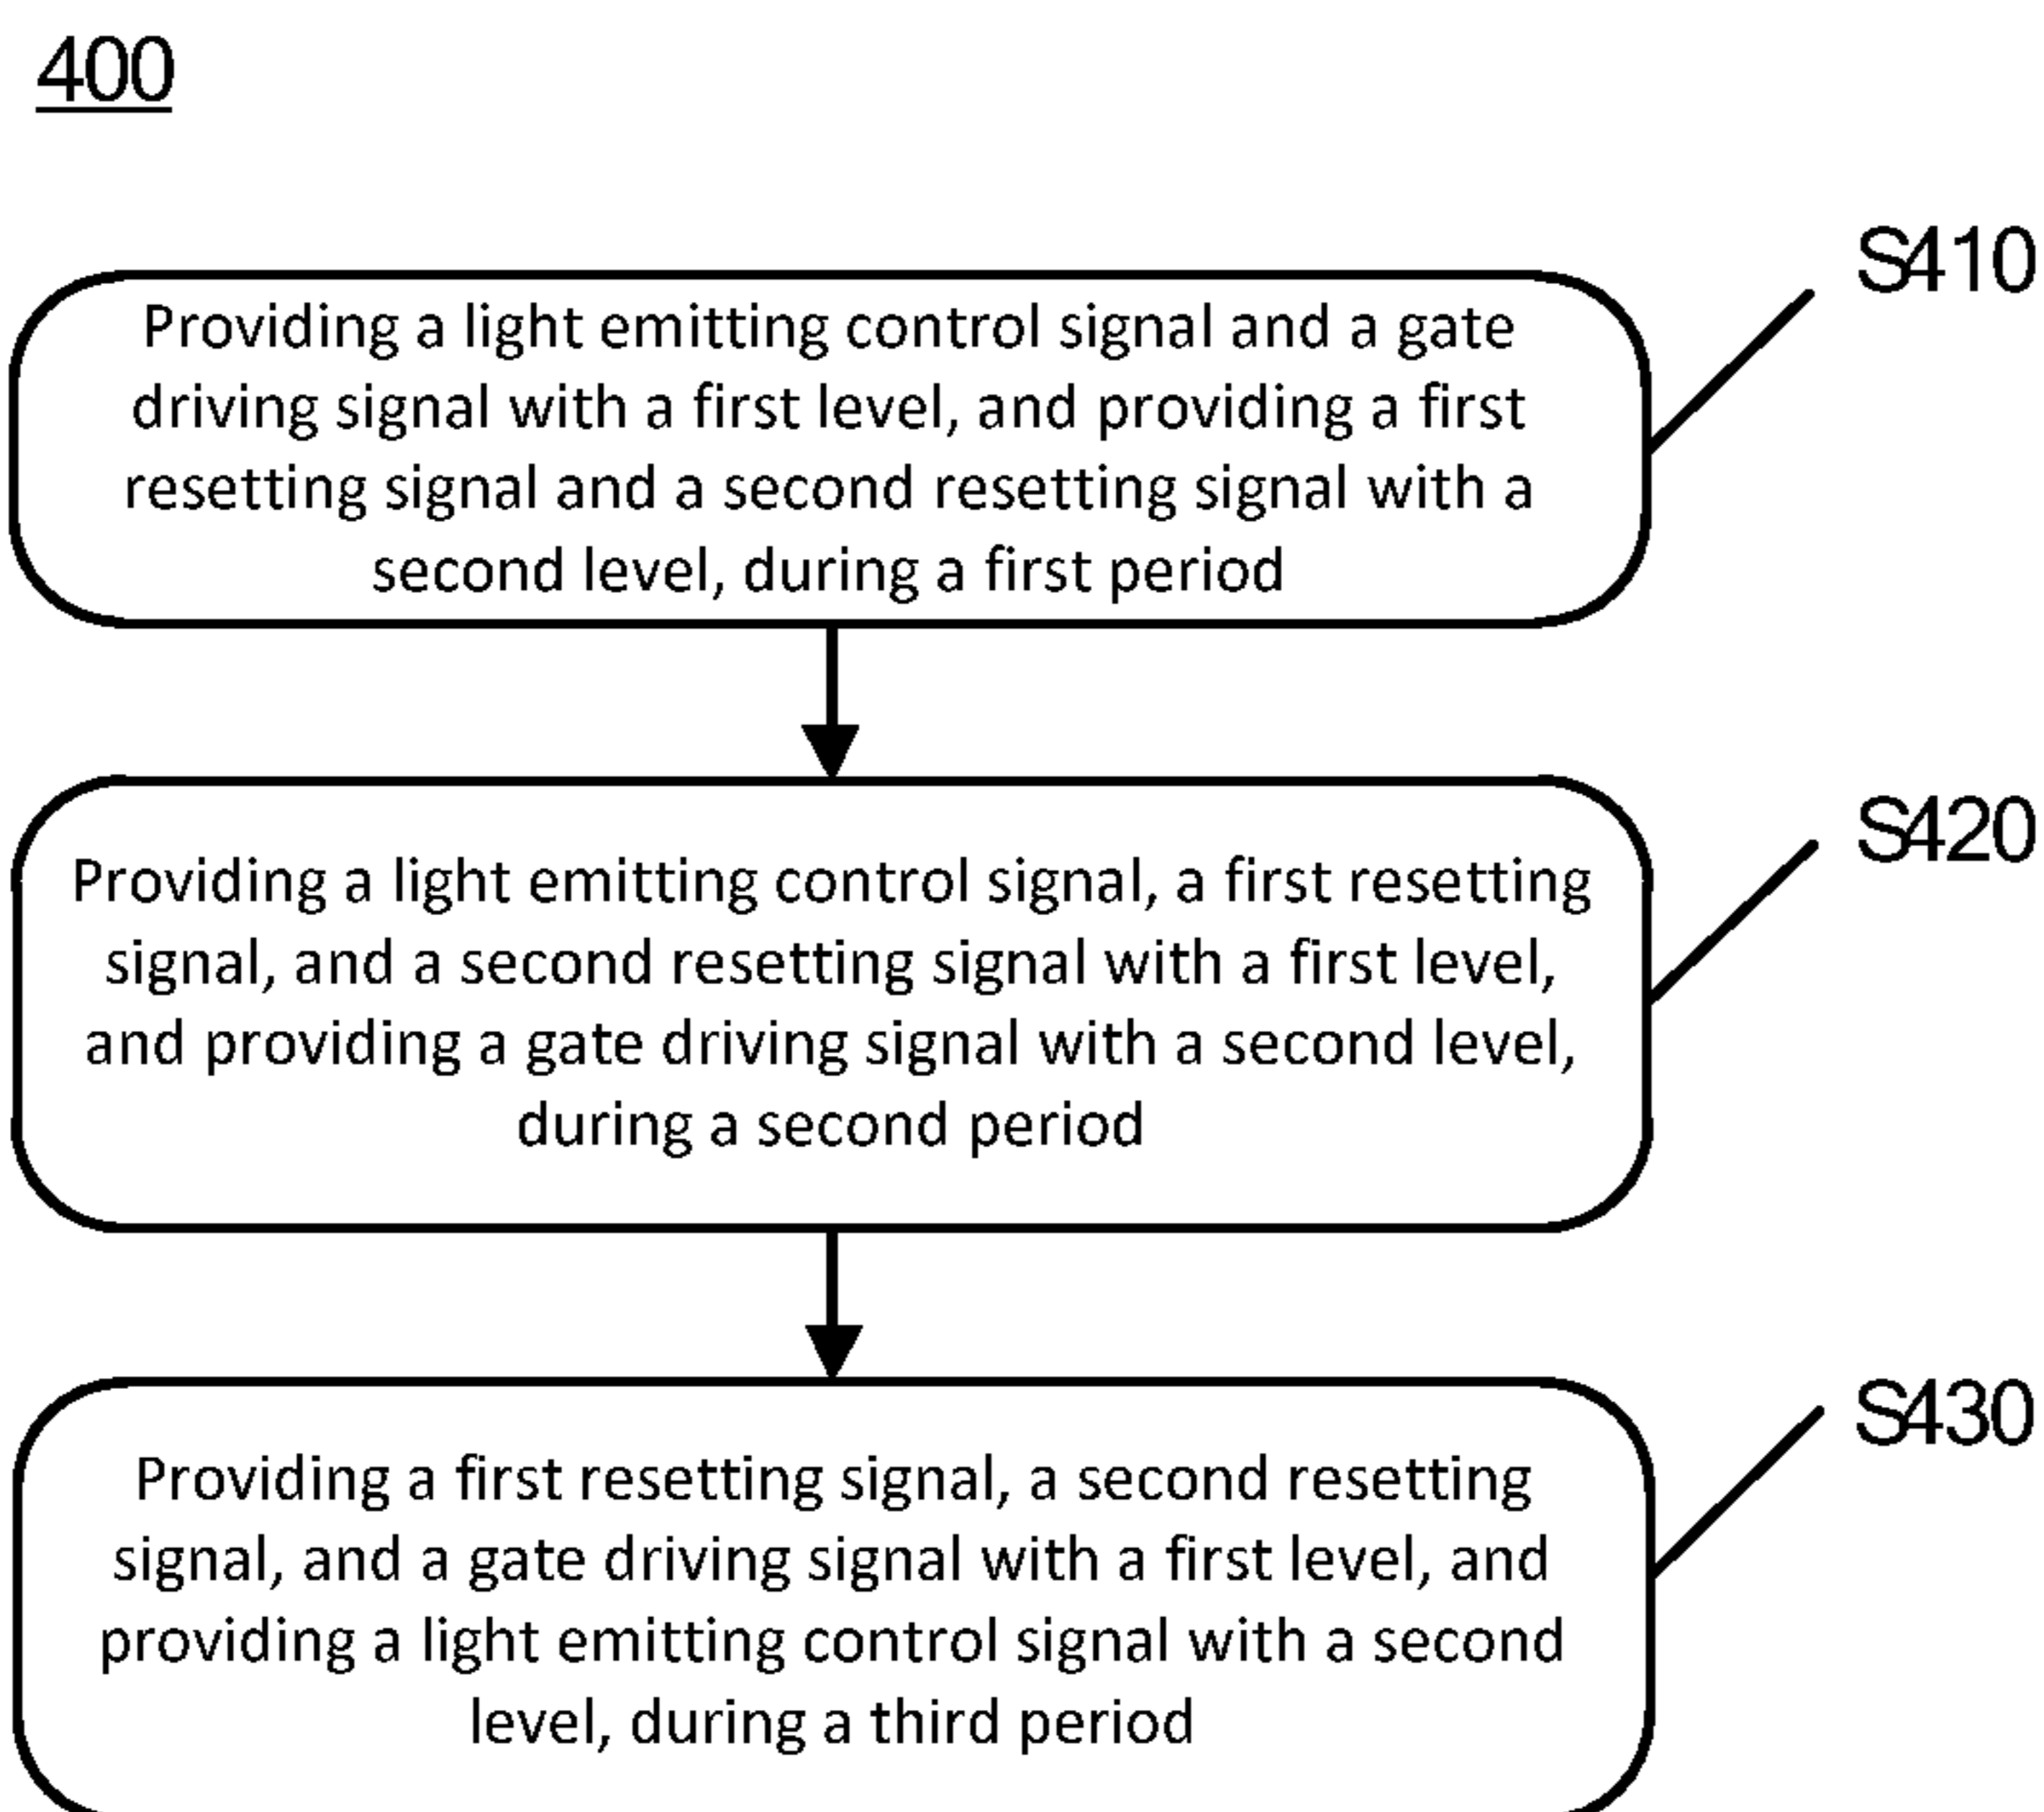 400
S410
Providing a light emitting control signal and a gate
driving signal with a first level, and providing a first
resetting signal and a second resetting signal with a
second level, during a first period
S420
Providing a light emitting control signal, a first resetting
signal, and a second resetting signal with a first level,
and providing a gate driving signal with a second level,
during a second period
S430
Providing a first resetting signal, a second resetting
signal, and a gate driving signal with a first level, and
providing a light emitting control signal with a second
level, during a third period